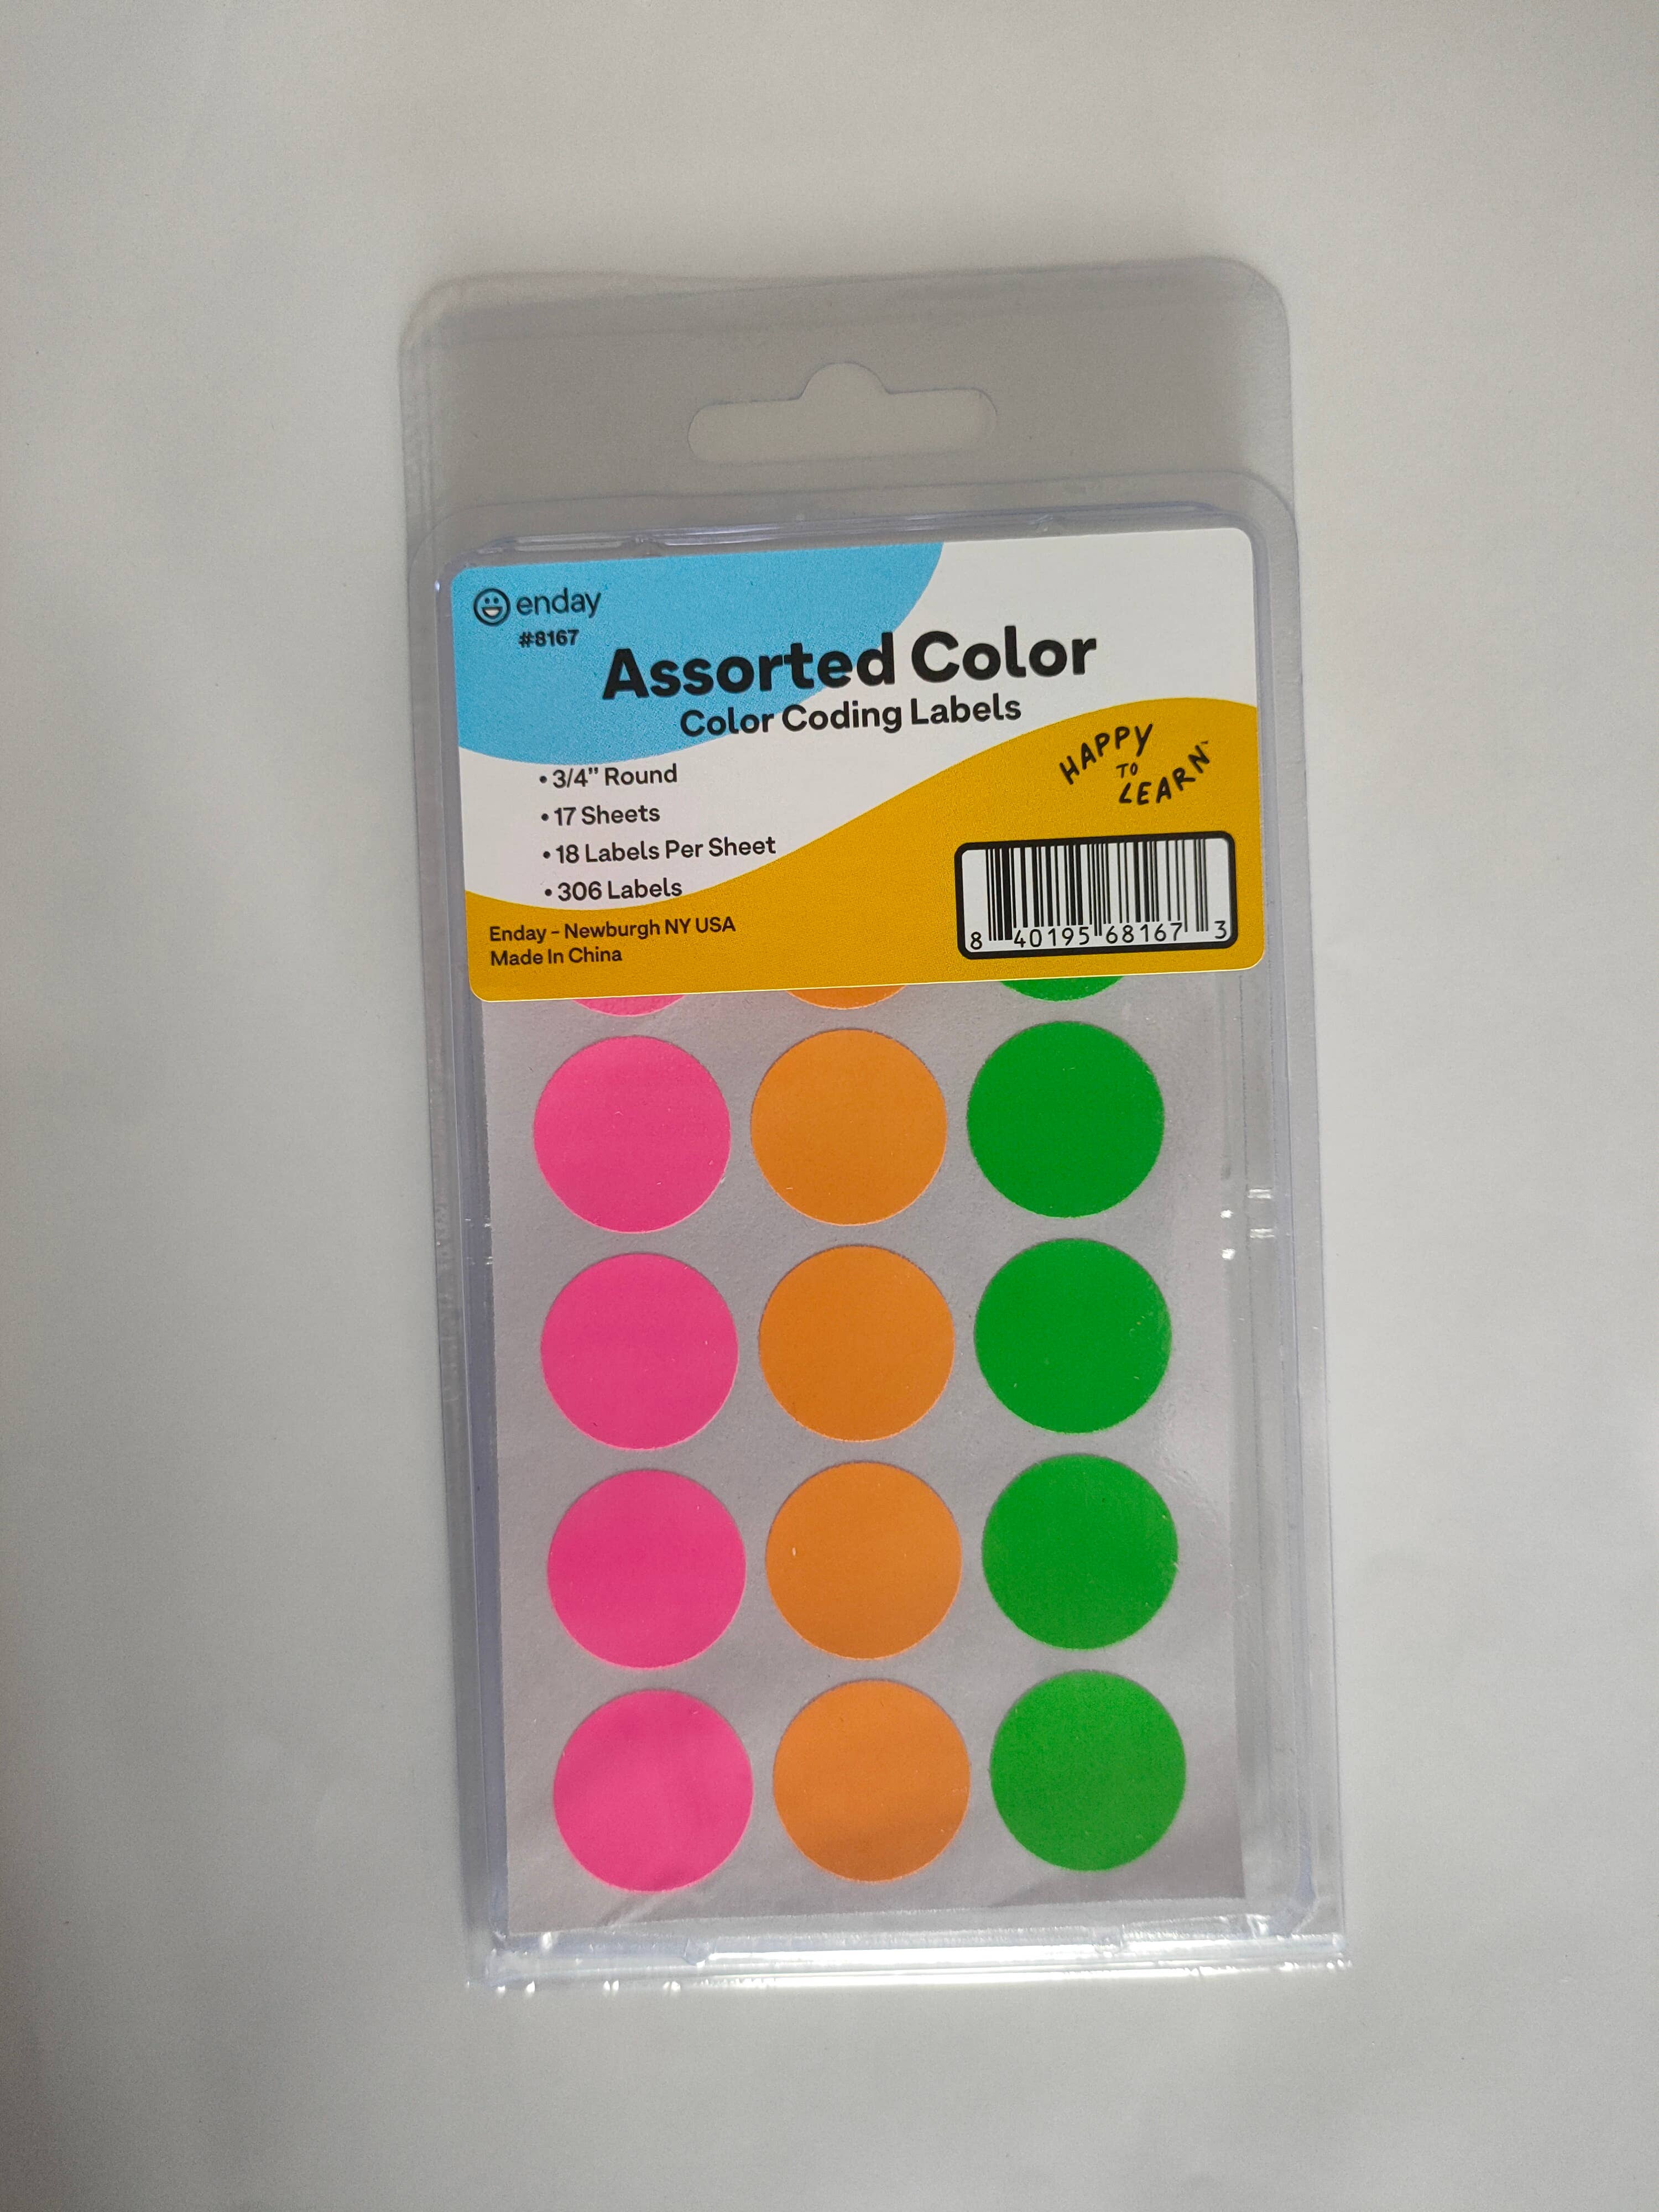 enday
#8167
Assorted Color
Color Coding Labels
• 3/4" Round
• 17 Sheets
• 18 Labels Per Sheet
• 306 Labels
Enday - Newburgh NY USA
Made In China
HAPPY
TO
LEARN™
8 40195 68167 3